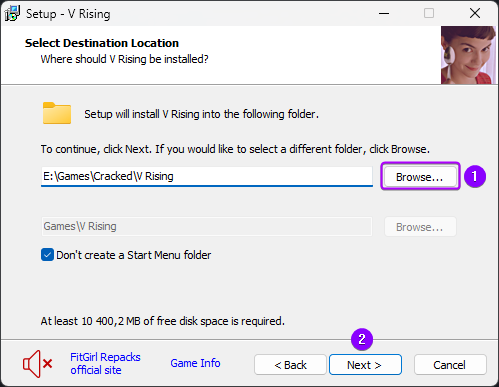 Setup - V Rising
Select Destination Location
Where should V Rising be installed?
Setup will install V Rising into the following folder.
To continue, click Next. If you would like to select a different folder, click Browse.
E:\Games\Cracked\V Rising
Browse...
1
Games\V Rising
Browse...
Don't create a Start Menu folder
At least 10 400,2 MB of free disk space is required.
2
FitGirl Repacks
official site
Game Info
< Back
Next >
Cancel